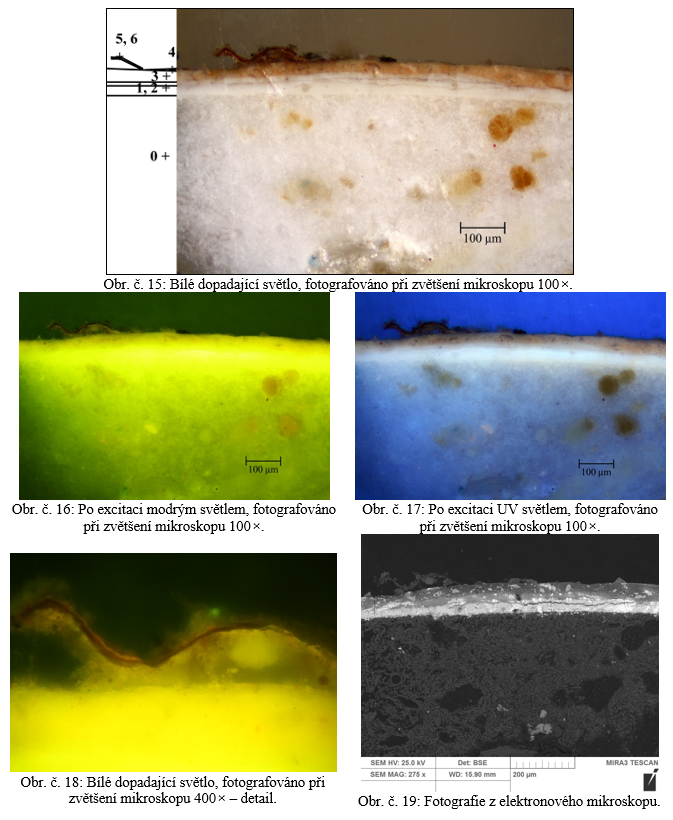 5, 6
4
3 +
1, 2 +
0 +
100 µm
Obr. č. 15: Bílé dopadající světlo, fotografováno při zvětšení mikroskopu 100×.
100 µm
100 µm
Obr. č. 16: Po excitaci modrým světlem, fotografováno
při zvětšení mikroskopu 100×.
Obr. č. 17: Po excitaci UV světlem, fotografováno
při zvětšení mikroskopu 100×.
SEM HV: 25.0 kV
Det: BSE
MIRA3 TESCAN
SEM MAG: 275 x
WD: 15.90 mm
200 µm
Obr. č. 18: Bílé dopadající světlo, fotografováno při
zvětšení mikroskopu 400× – detail.
Obr. č. 19: Fotografie z elektronového mikroskopu.